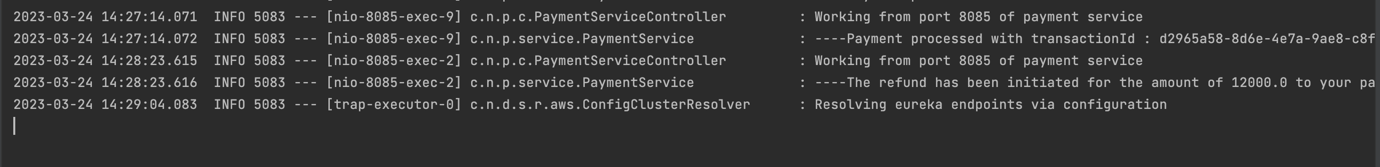 2023-03-24 14:27:14.071  INFO 5083 --- [nio-8085-exec-9] c.n.p.c.PaymentServiceController         : Working from port 8085 of payment service
2023-03-24 14:27:14.072  INFO 5083 --- [nio-8085-exec-9] c.n.p.service.PaymentService             : ----Payment processed with transactionId : d2965a58-8d6e-4e7a-9ae8-c8f
2023-03-24 14:28:23.615  INFO 5083 --- [nio-8085-exec-2] c.n.p.c.PaymentServiceController         : Working from port 8085 of payment service
2023-03-24 14:28:23.616  INFO 5083 --- [nio-8085-exec-2] c.n.p.service.PaymentService             : ----The refund has been initiated for the amount of 12000.0 to your pa
2023-03-24 14:29:04.083  INFO 5083 --- [trap-executor-0] c.n.d.s.r.aws.ConfigClusterResolver      : Resolving eureka endpoints via configuration